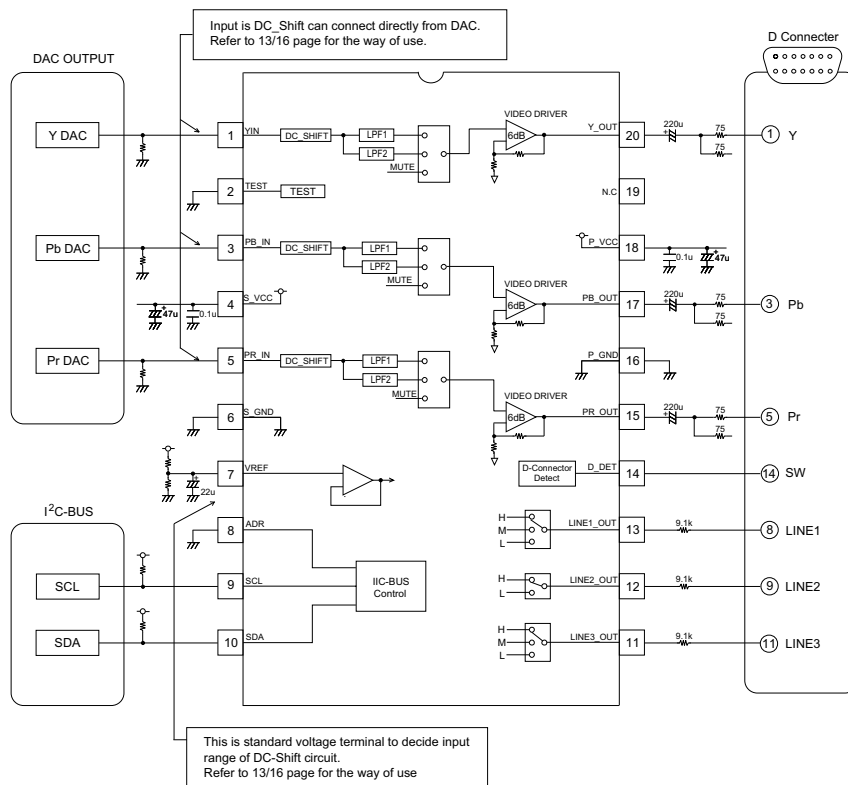 Input is DC_Shift can connect directly from DAC.
Refer to 13/16 page for the way of use.
DAC OUTPUT
D Connecter
Y DAC
1
YIN
DC_SHIFT
LPF1
LPF2
MUTE
VIDEO DRIVER
6dB
Y_OUT
20
220u
+
75
75
1
Y
2
TEST
TEST
N.C
19
Pb DAC
3
PB_IN
DC_SHIFT
LPF1
LPF2
MUTE
P_VCC
18
0.1u
+
47u
+
47u
0.1u
4
S_VCC
VIDEO DRIVER
6dB
PB_OUT
17
220u
+
75
75
3
Pb
Pr DAC
5
PR_IN
DC_SHIFT
LPF1
LPF2
MUTE
P_GND
16
6
S_GND
VIDEO DRIVER
6dB
PR_OUT
15
220u
+
75
75
5
Pr
+
22u
7
VREF
D-Connector
Detect
D_DET
14
14
SW
I²C-BUS
8
ADR
H
M
L
LINE1_OUT
13
9.1k
8
LINE1
SCL
9
SCL
IIC-BUS
Control
H
L
LINE2_OUT
12
9.1k
9
LINE2
SDA
10
SDA
H
M
L
LINE3_OUT
11
9.1k
11
LINE3
This is standard voltage terminal to decide input
range of DC-Shift circuit.
Refer to 13/16 page for the way of use